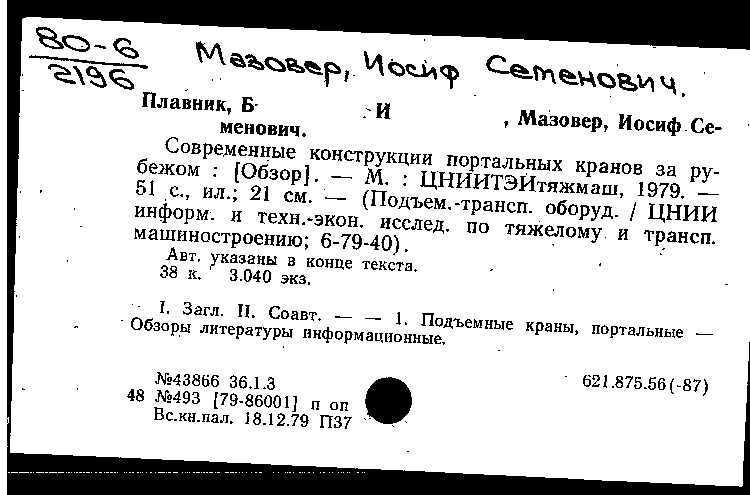 80-6
2196
Мазовер, Иосиф Семенович.
Плавник, Б И , Мазовер, Иосиф Се-
менович.
Современные конструкции портальных кранов за ру-
бежом : [Обзор]. — М. : ЦНИИТЭИтяжмаш, 1979. —
51 с., ил.; 21 см. — (Подъем.-трансп. оборуд. / ЦНИИ
информ. и техн.-экон. исслед. по тяжелому и трансп.
машиностроению; 6-79-40).
Авт. указаны в конце текста.
38 к. 3.040 экз.
I. Загл. II. Соавт. — — 1. Подъемные краны, портальные —
Обзоры литературы информационные.
№43866 36.1.3 621.875.56(-87)
48 №493 [79-86001] п оп
Вс.кн.пал. 18.12.79 П37